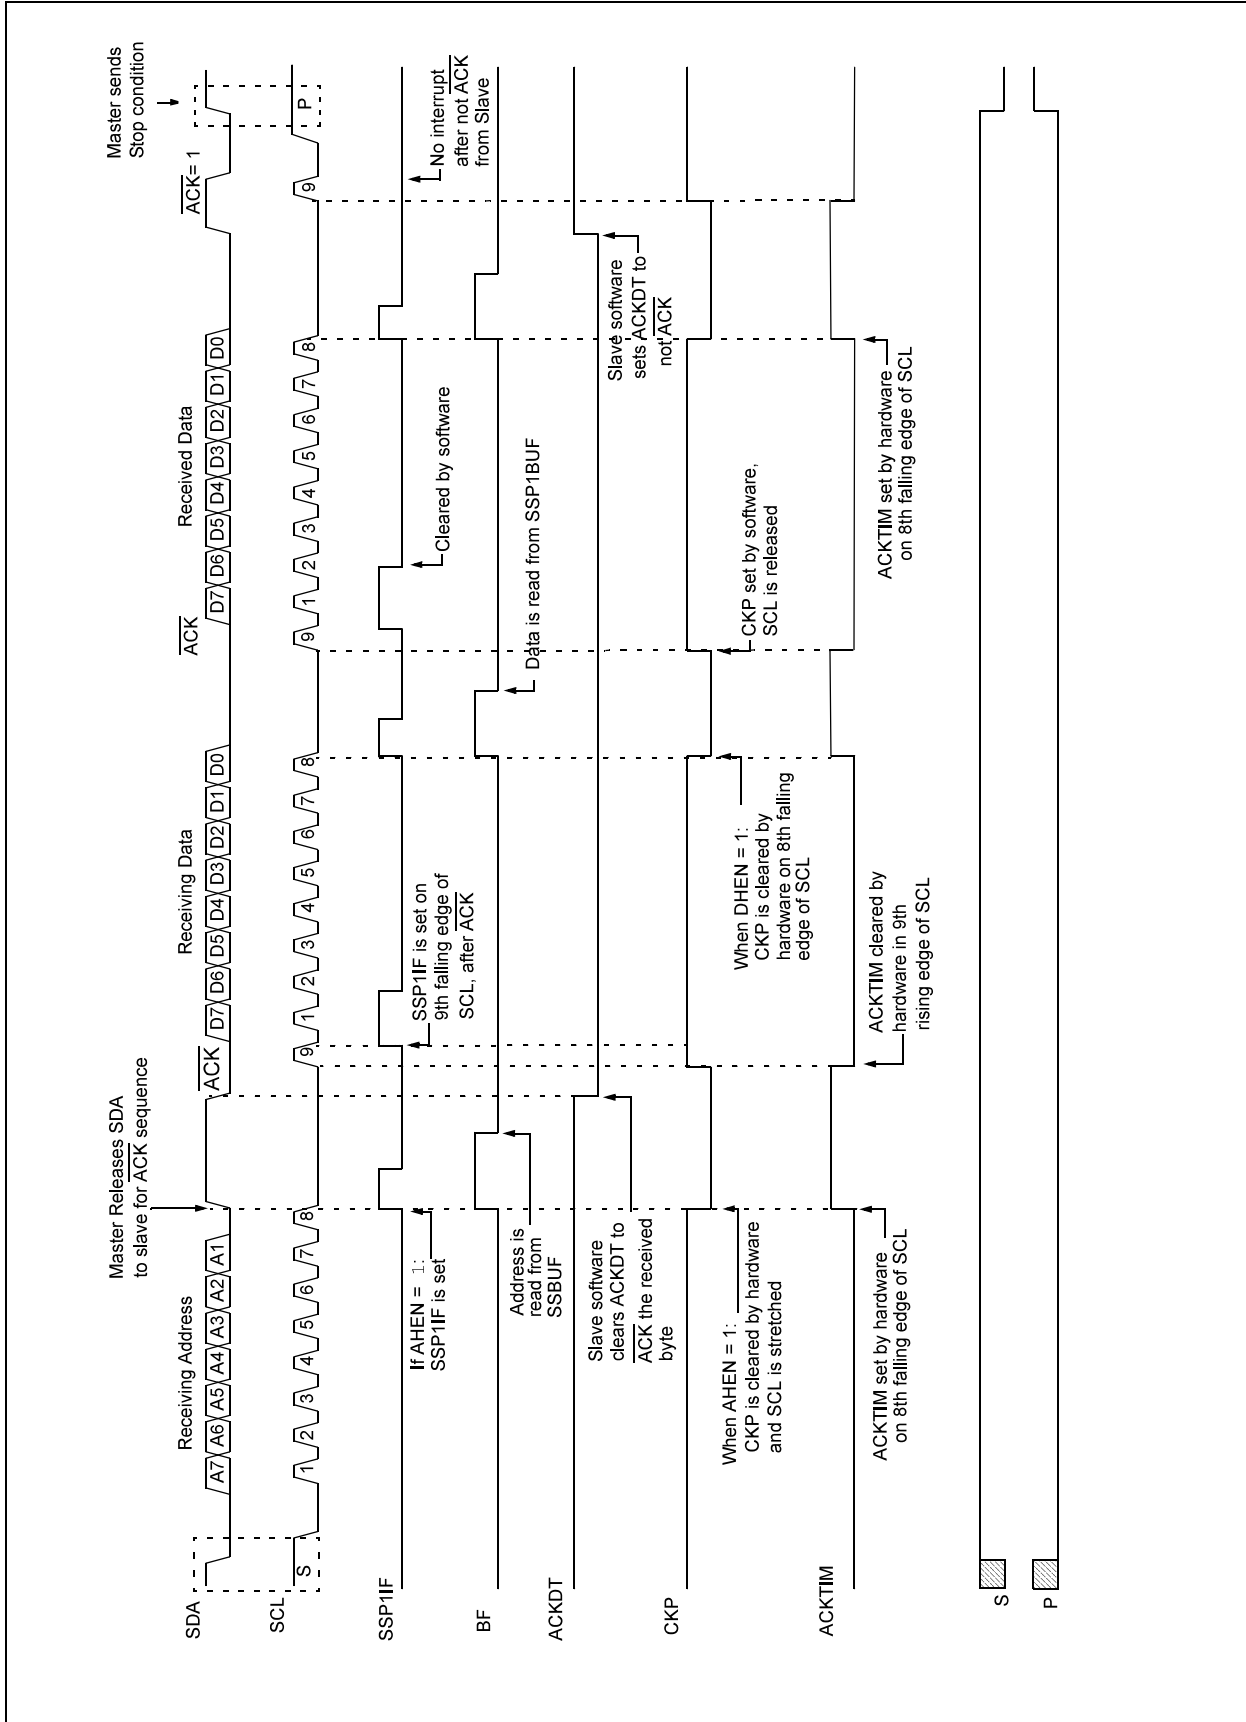 Master Releases SDA
to slave for ACK sequence
Master sends
Stop condition
Receiving Address
Receiving Data
Received Data
ACK
ACK
ACK= 1
SDA
A7 A6 A5 A4 A3 A2 A1
D7 D6 D5 D4 D3 D2 D1 D0
D7 D6 D5 D4 D3 D2 D1 D0
SCL
S
1 2 3 4 5 6 7 8
9 1 2 3 4 5 6 7 8
9 1 2 3 4 5 6 7 8
9
P
SSP1IF
If AHEN = 1:
SSP1IF is set
SSP1IF is set on
9th falling edge of
SCL, after ACK
Cleared by software
No interrupt
after not ACK
from Slave
BF
Address is
read from
SSBUF
Data is read from SSP1BUF
ACKDT
Slave software
clears ACKDT to
ACK the received
byte
Slave software
sets ACKDT to
not ACK
CKP
When AHEN = 1:
CKP is cleared by hardware
and SCL is stretched
When DHEN = 1:
CKP is cleared by
hardware on 8th falling
edge of SCL
CKP set by software,
SCL is released
ACKTIM
ACKTIM set by hardware
on 8th falling edge of SCL
ACKTIM cleared by
hardware in 9th
rising edge of SCL
ACKTIM set by hardware
on 8th falling edge of SCL
S
P